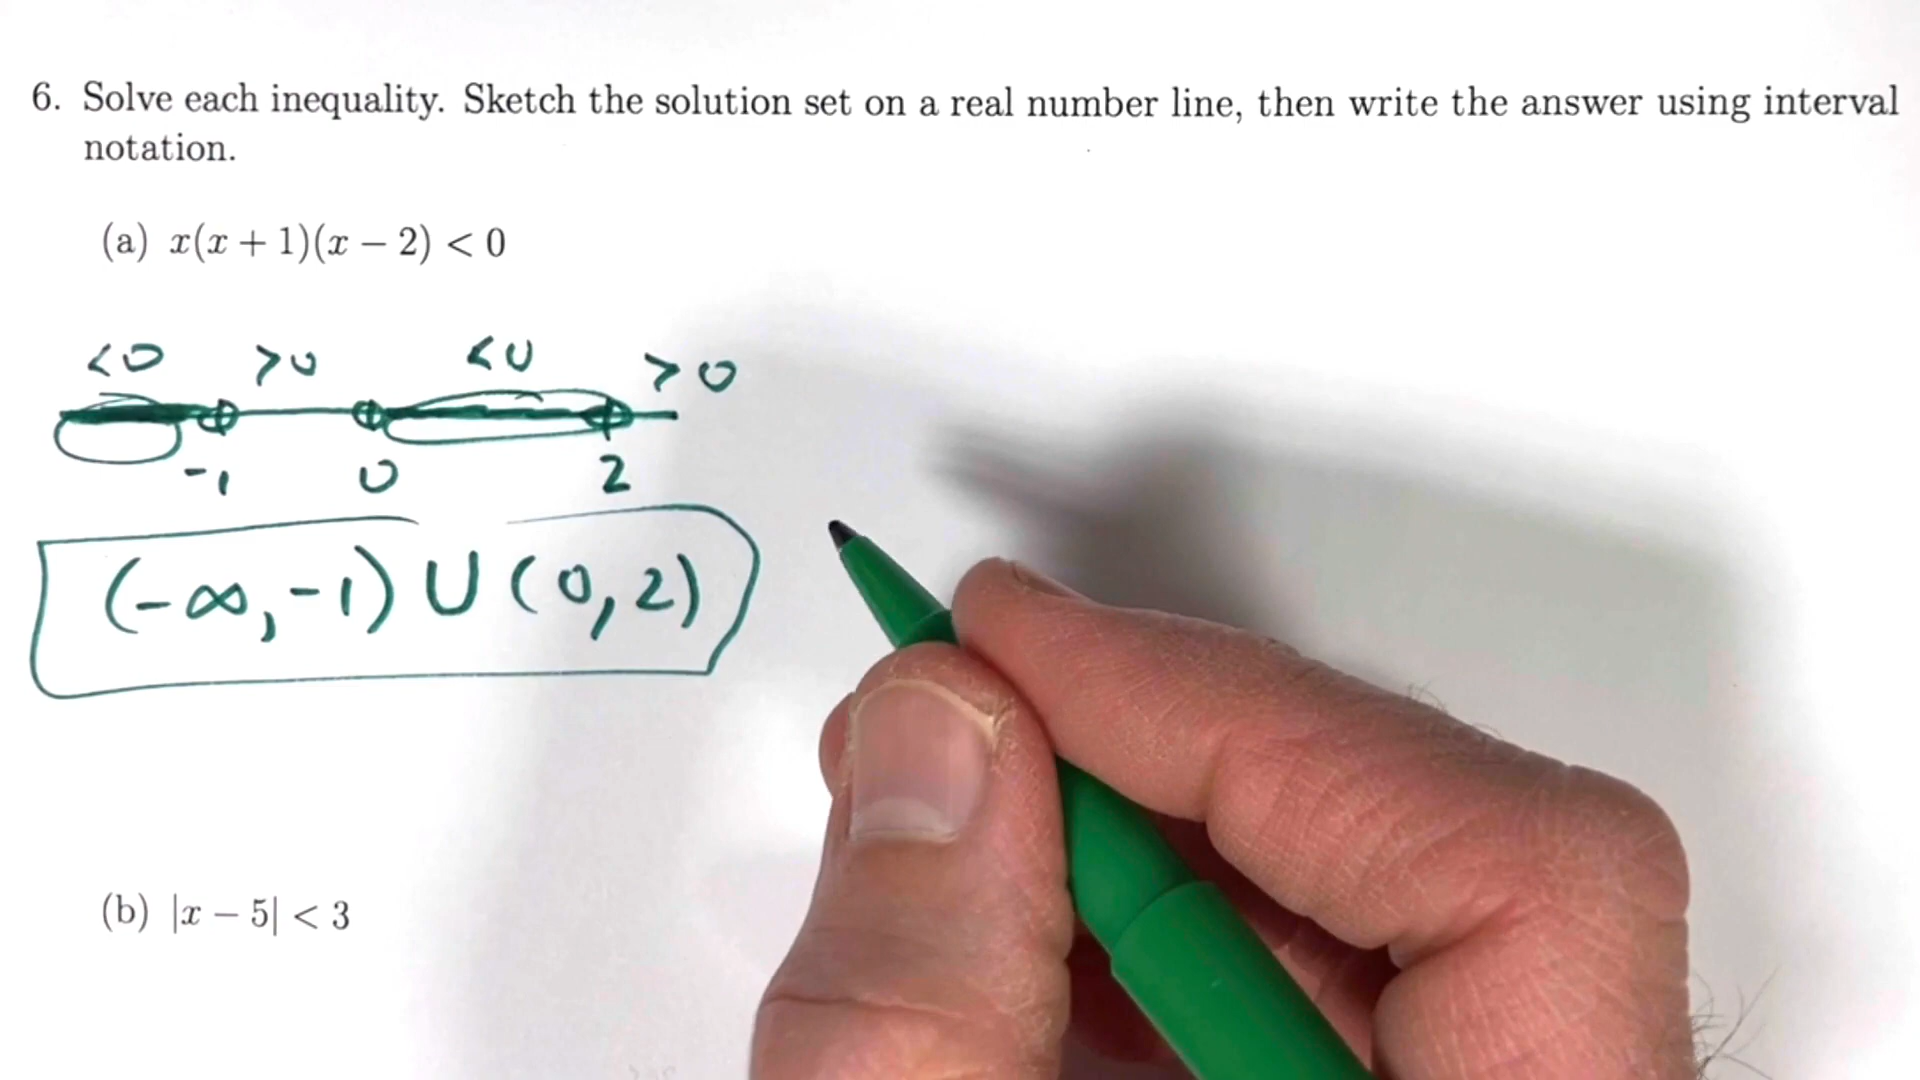 6. Solve each inequality. Sketch the solution set on a real number line, then write the answer using interval
notation.
(a) x(x + 1)(x − 2) < 0
<0 >0 <0 >0
-1 0 2
(-∞,-1) ∪ (0,2)
(b) |x − 5| < 3